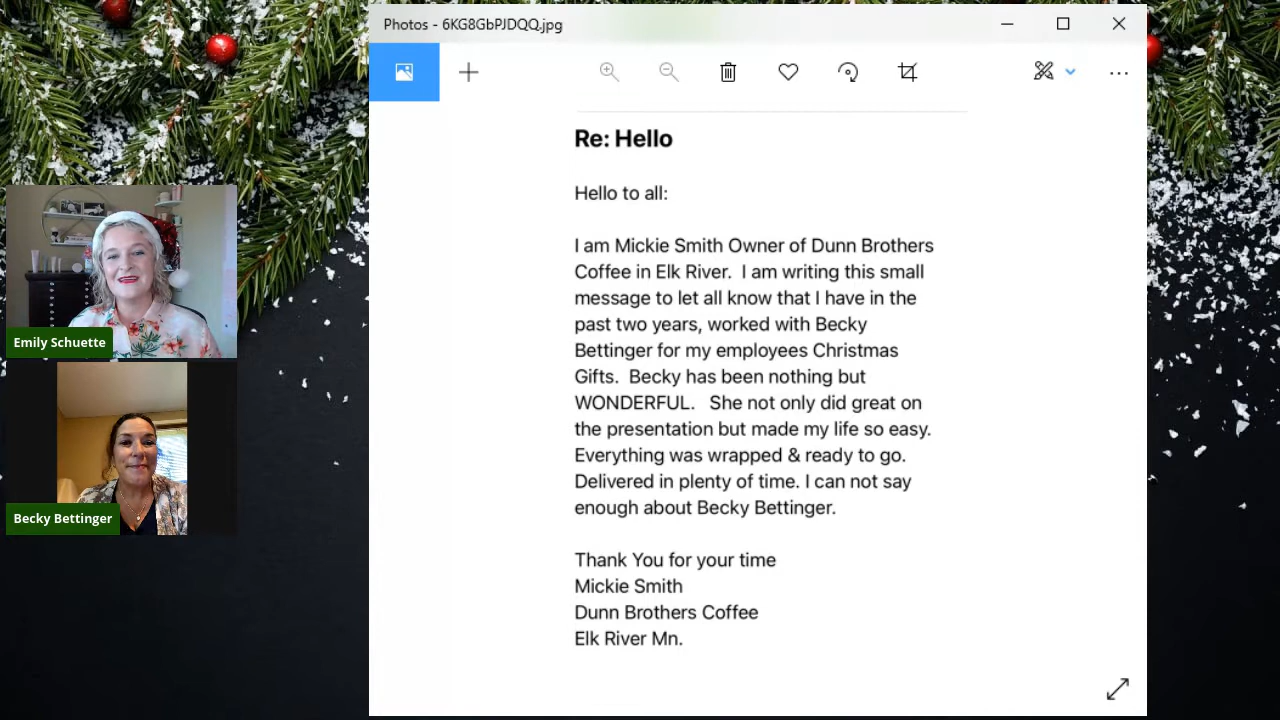 Photos - 6KG8GbPJDQQ.jpg
Re: Hello
Hello to all:
I am Mickie Smith Owner of Dunn Brothers
Coffee in Elk River.  I am writing this small
message to let all know that I have in the
past two years, worked with Becky
Bettinger for my employees Christmas
Gifts.  Becky has been nothing but
WONDERFUL.   She not only did great on
the presentation but made my life so easy.
Everything was wrapped & ready to go.
Delivered in plenty of time. I can not say
enough about Becky Bettinger.
Thank You for your time
Mickie Smith
Dunn Brothers Coffee
Elk River Mn.
Emily Schuette
Becky Bettinger